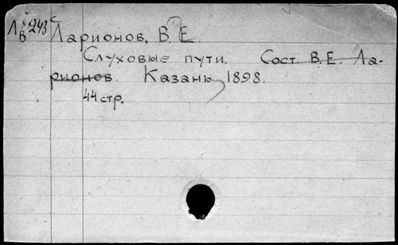 Ларионов, В. Е.
Слуховые пути. Сост. В. Е. Ла-
рионов. Казань 1898.
44 стр.